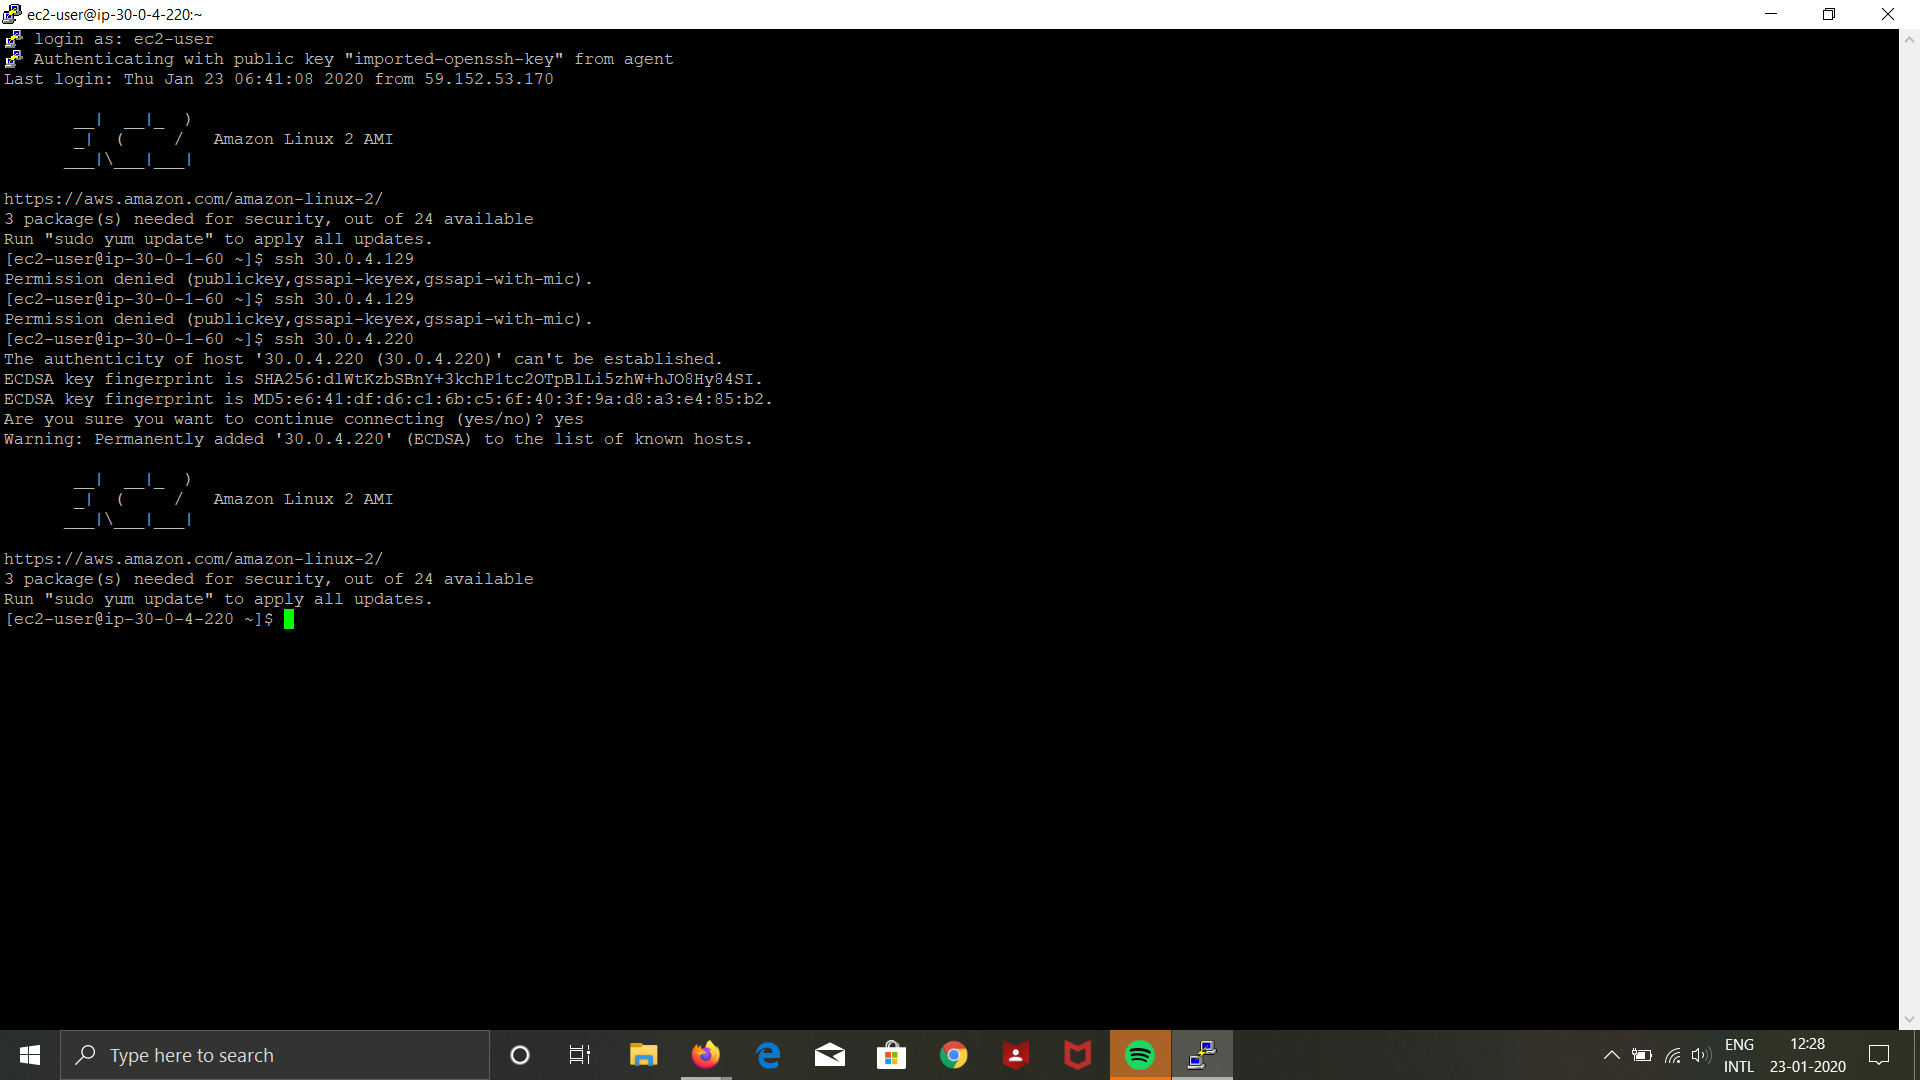 ec2-user@ip-30-0-4-220:~
login as: ec2-user
Authenticating with public key "imported-openssh-key" from agent
Last login: Thu Jan 23 06:41:08 2020 from 59.152.53.170
       __|  __|_  )
       _|  (     /   Amazon Linux 2 AMI
      ___|\___|___|
https://aws.amazon.com/amazon-linux-2/
3 package(s) needed for security, out of 24 available
Run "sudo yum update" to apply all updates.
[ec2-user@ip-30-0-1-60 ~]$ ssh 30.0.4.129
Permission denied (publickey,gssapi-keyex,gssapi-with-mic).
[ec2-user@ip-30-0-1-60 ~]$ ssh 30.0.4.129
Permission denied (publickey,gssapi-keyex,gssapi-with-mic).
[ec2-user@ip-30-0-1-60 ~]$ ssh 30.0.4.220
The authenticity of host '30.0.4.220 (30.0.4.220)' can't be established.
ECDSA key fingerprint is SHA256:dlWtKzbSBnY+3kchP1tc2OTpBlLi5zhW+hJO8Hy84SI.
ECDSA key fingerprint is MD5:e6:41:df:d6:c1:6b:c5:6f:40:3f:9a:d8:a3:e4:85:b2.
Are you sure you want to continue connecting (yes/no)? yes
Warning: Permanently added '30.0.4.220' (ECDSA) to the list of known hosts.
       __|  __|_  )
       _|  (     /   Amazon Linux 2 AMI
      ___|\___|___|
https://aws.amazon.com/amazon-linux-2/
3 package(s) needed for security, out of 24 available
Run "sudo yum update" to apply all updates.
[ec2-user@ip-30-0-4-220 ~]$
Type here to search
ENG
INTL
12:28
23-01-2020